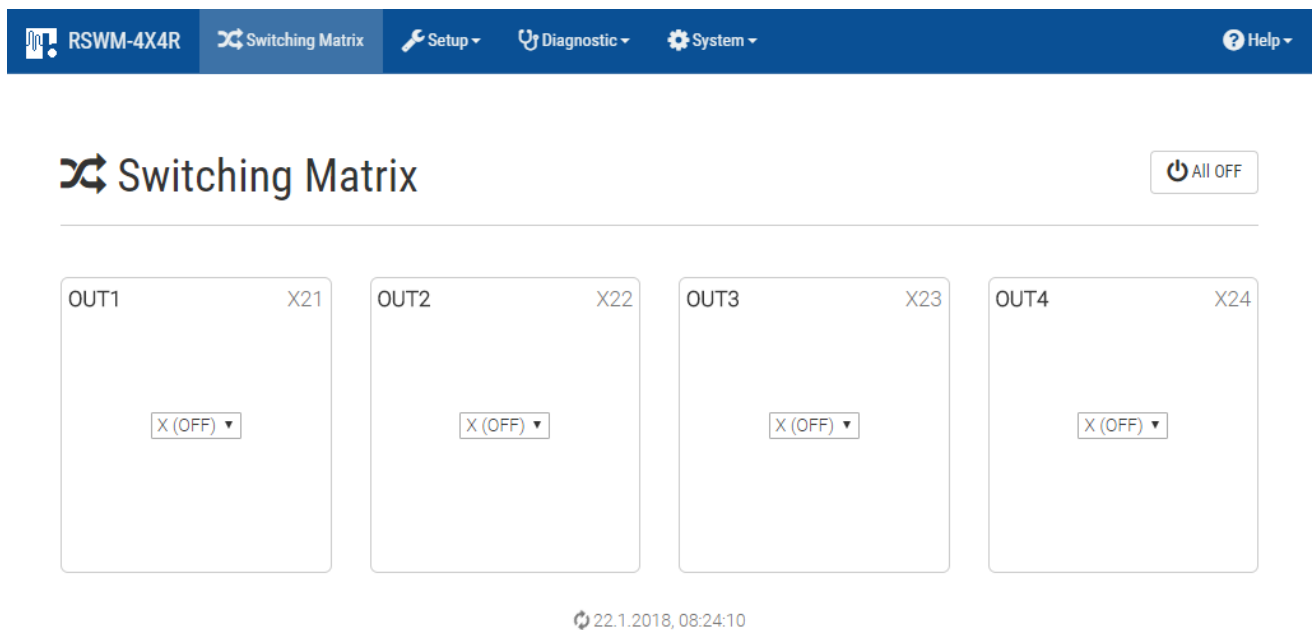 RSWM-4X4R Switching Matrix Setup Diagnostic System Help
Switching Matrix All OFF
OUT1 X21 OUT2 X22 OUT3 X23 OUT4 X24
X (OFF) X (OFF) X (OFF) X (OFF)
22.1.2018, 08:24:10